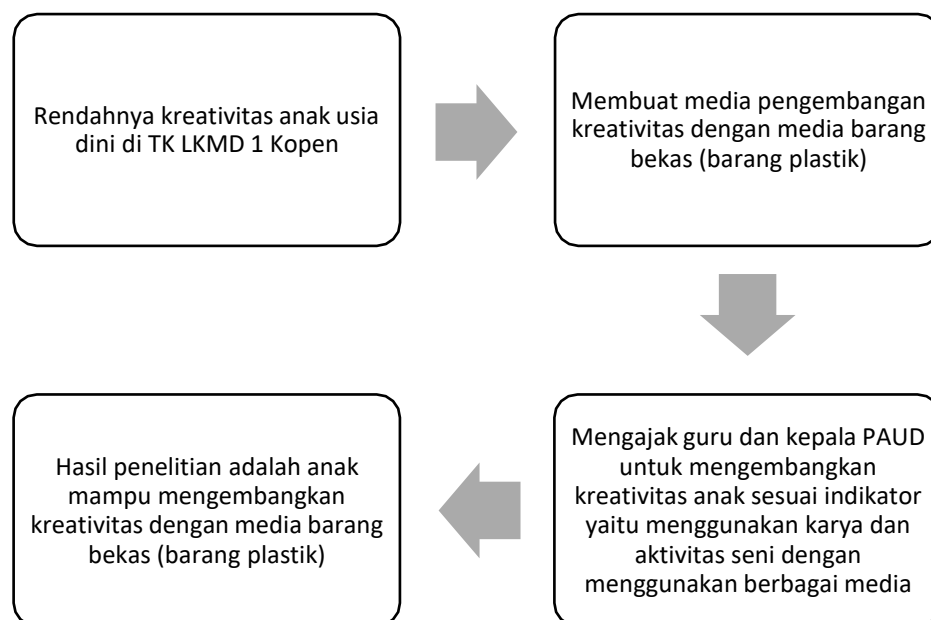 Rendahnya kreativitas anak usia
dini di TK LKMD 1 Kopen
Membuat media pengembangan
kreativitas dengan media barang
bekas (barang plastik)
Mengajak guru dan kepala PAUD
untuk mengembangkan
kreativitas anak sesuai indikator
yaitu menggunakan karya dan
aktivitas seni dengan
menggunakan berbagai media
Hasil penelitian adalah anak
mampu mengembangkan
kreativitas dengan media barang
bekas (barang plastik)